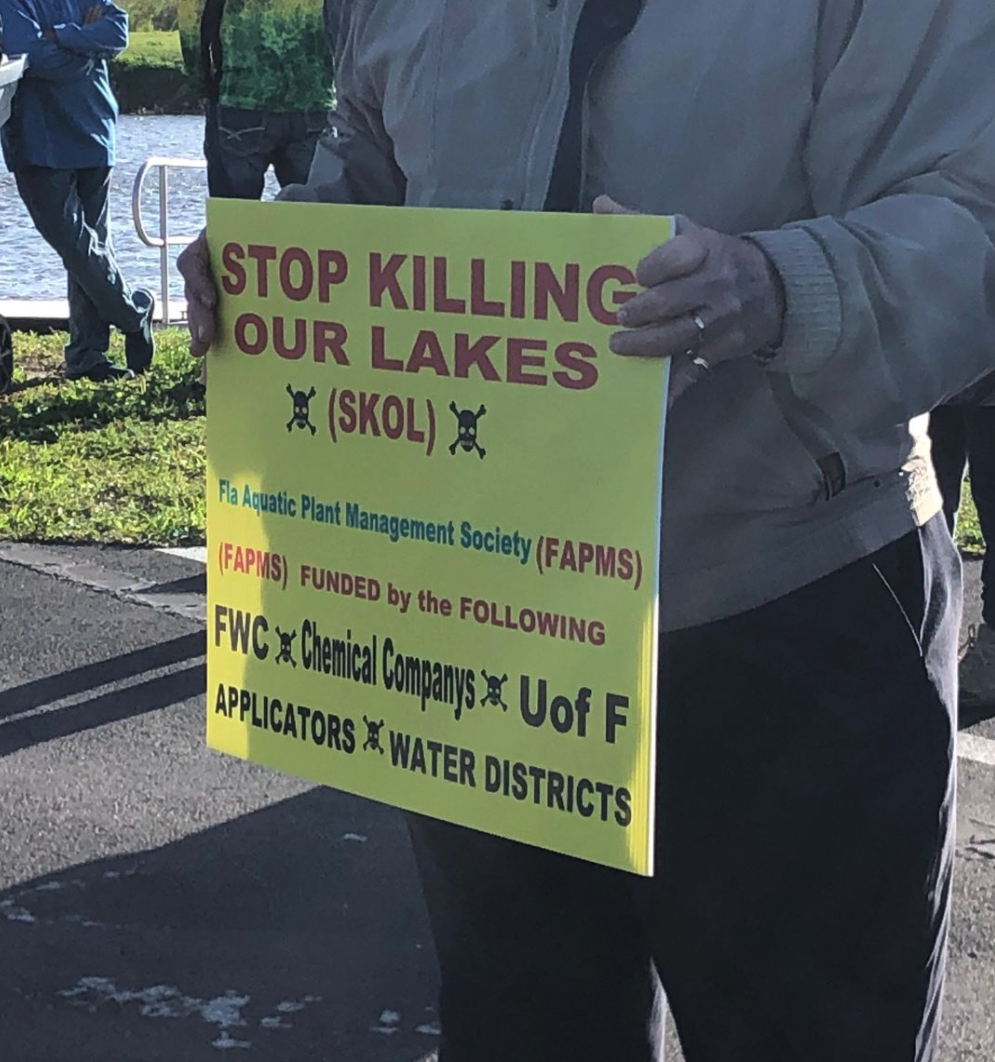 STOP KILLING
OUR LAKES
(SKOL)
Fla Aquatic Plant Management Society (FAPMS)
(FAPMS) FUNDED by the FOLLOWING
FWC Chemical Companys Uof F
APPLICATORS WATER DISTRICTS